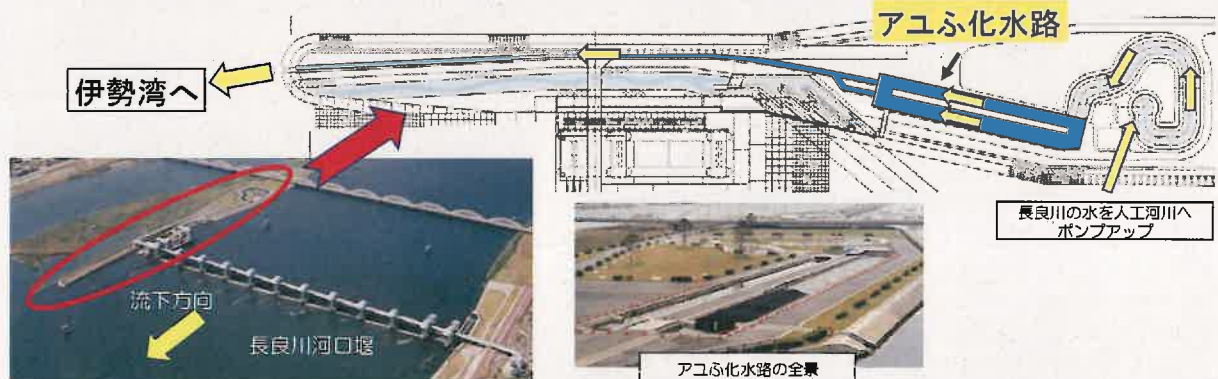 アユふ化水路
伊勢湾へ
長良川の水を人工河川へ
ポンプアップ
流下方向
長良川河口堰
アユふ化水路の全景